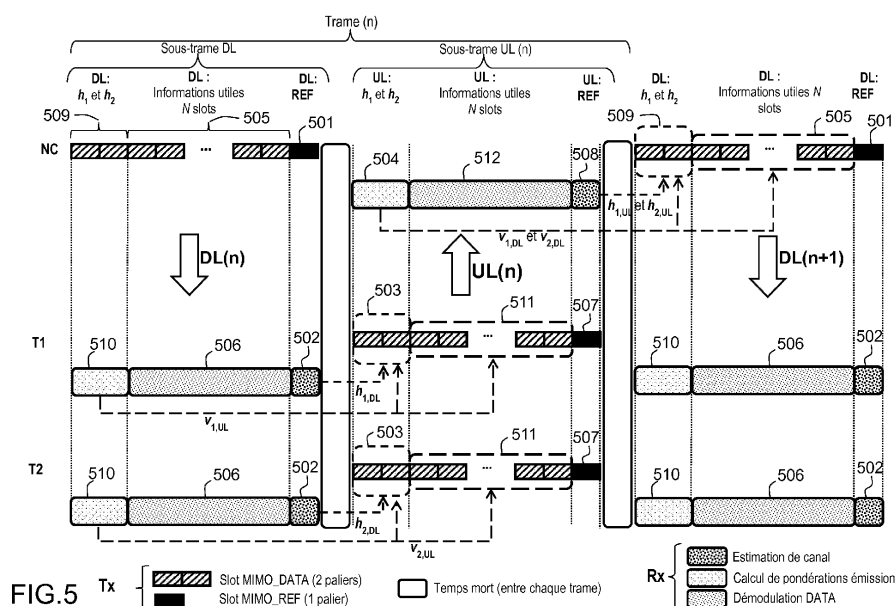 Trame (n)
Sous-trame DL
Sous-trame UL (n)
DL: h1 et h2
DL : Informations utiles N slots
DL: REF
UL: h1 et h2
UL : Informations utiles N slots
UL: REF
DL: h1 et h2
DL : Informations utiles N slots
DL: REF
509
505
501
509
505
501
NC
...
...
504
512
508
h1,UL et h2,UL
v1,DL et v2,DL
DL(n)
UL(n)
DL(n+1)
503
511
507
T1
...
510
506
502
510
506
502
h1,DL
v1,UL
503
511
507
T2
...
510
506
502
510
506
502
h2,DL
v2,UL
FIG.5
Tx
Slot MIMO_DATA (2 paliers)
Slot MIMO_REF (1 palier)
Temps mort (entre chaque trame)
Rx
Estimation de canal
Calcul de pondérations émission
Démodulation DATA